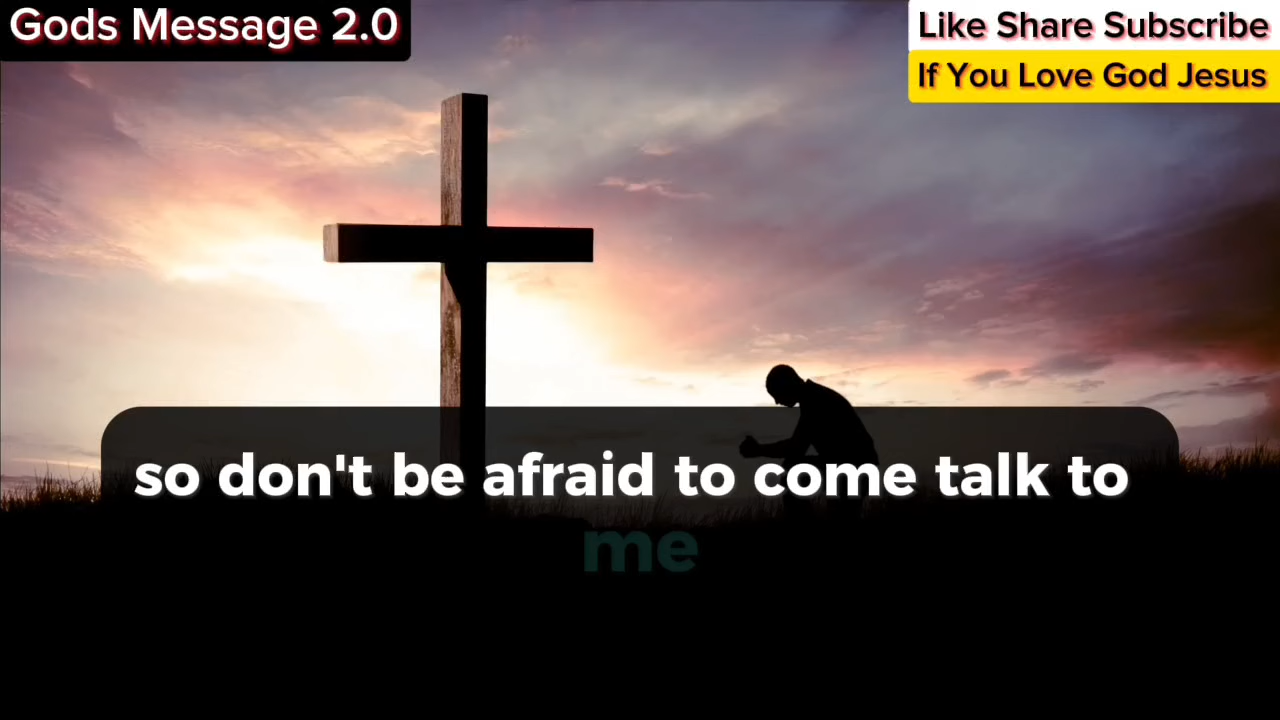 Gods Message 2.0
Like Share Subscribe
If You Love God Jesus
so don't be afraid to come talk to
me